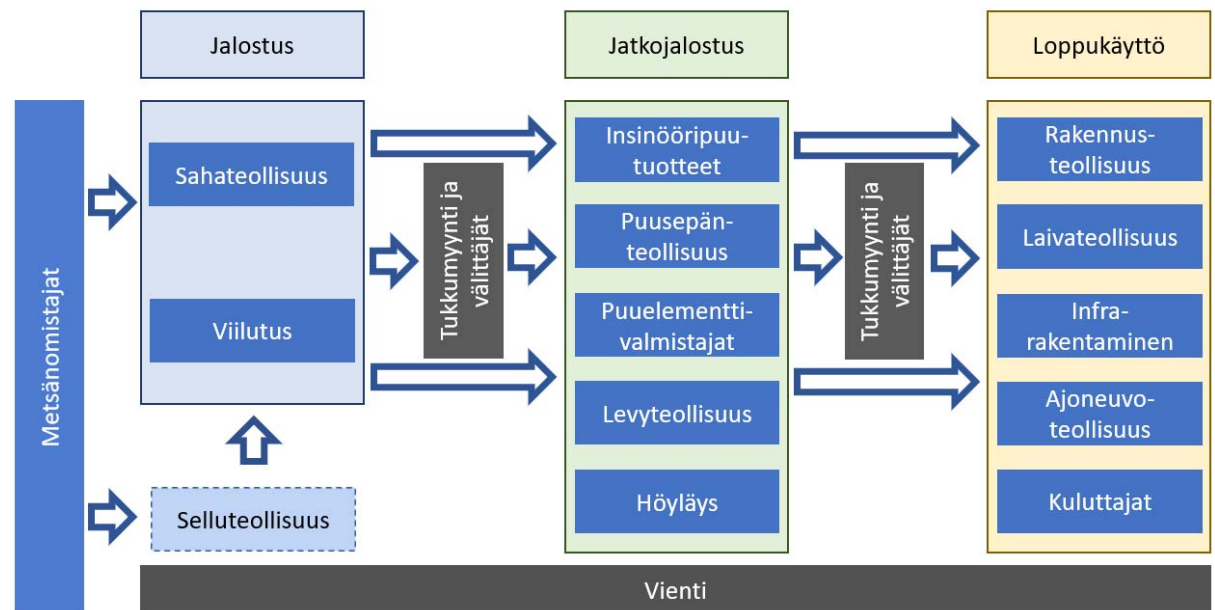 Jalostus
Jatkojalostus
Loppukäyttö
Metsänomistajat
Sahateollisuus
Viilutus
Selluteollisuus
Tukkumyynti ja
välittäjät
Insinööripuu-
tuotteet
Puusepän-
teollisuus
Puuelementti-
valmistajat
Levyteollisuus
Höyläys
Tukkumyynti ja
välittäjät
Rakennus-
teollisuus
Laivateollisuus
Infra-
rakentaminen
Ajoneuvo-
teollisuus
Kuluttajat
Vienti